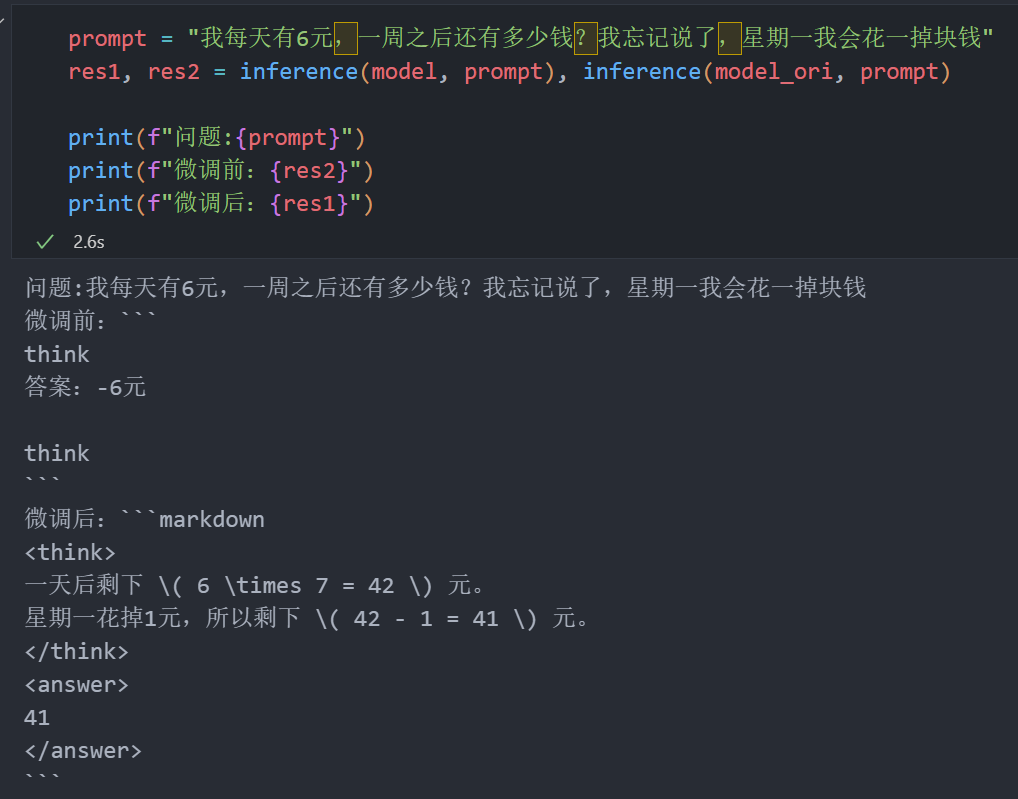 prompt = "我每天有6元，一周之后还有多少钱？我忘记说了，星期一我会花一掉块钱"
res1, res2 = inference(model, prompt), inference(model_ori, prompt)
print(f"问题:{prompt}")
print(f"微调前：{res2}")
print(f"微调后：{res1}")
2.6s
问题:我每天有6元，一周之后还有多少钱？我忘记说了，星期一我会花一掉块钱
微调前：```
think
答案：-6元
think
```
微调后：```markdown
<think>
一天后剩下 \( 6 \times 7 = 42 \) 元。
星期一花掉1元，所以剩下 \( 42 - 1 = 41 \) 元。
</think>
<answer>
41
</answer>
```